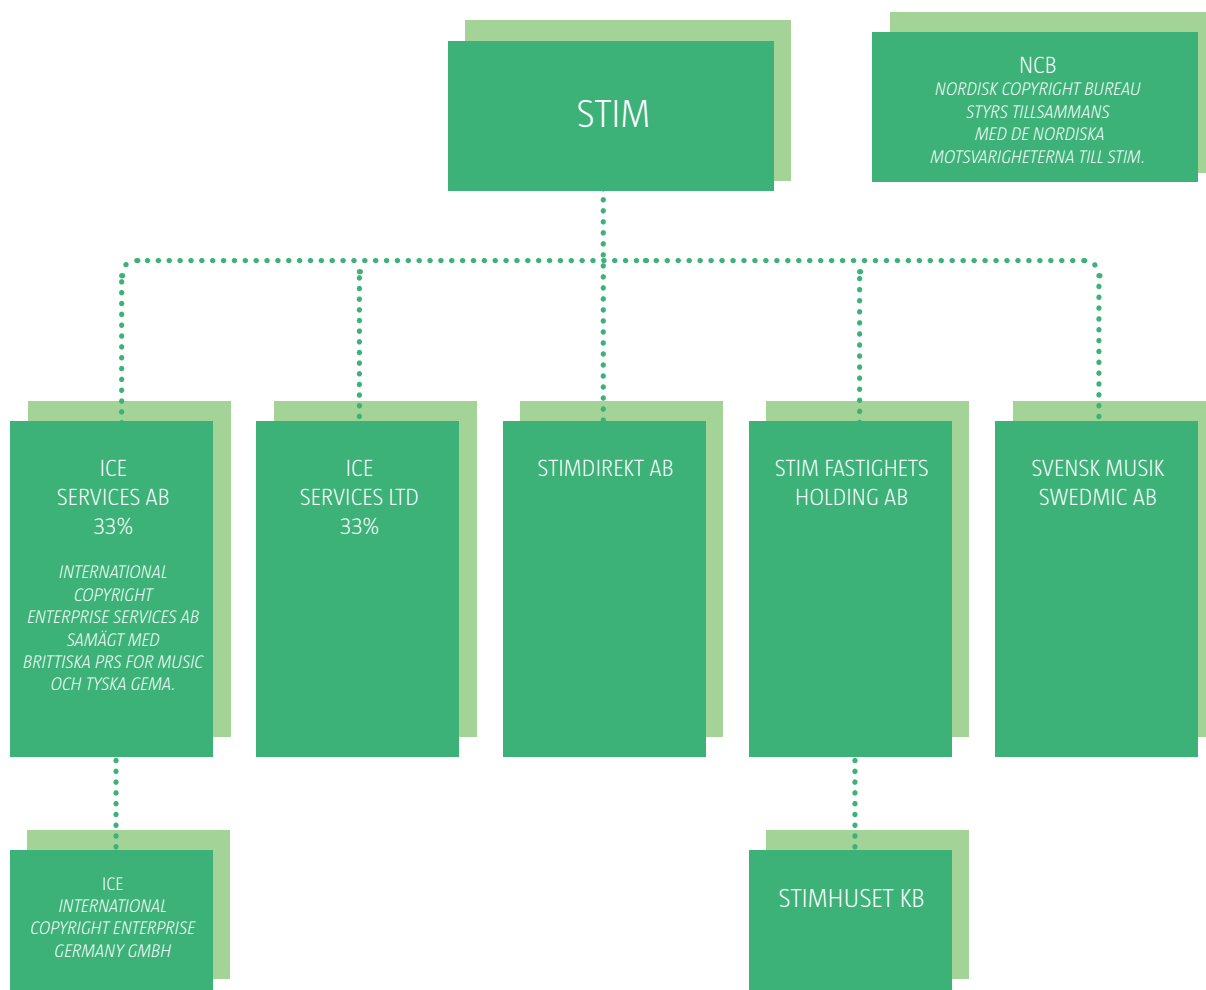 STIM
NCB
NORDISK COPYRIGHT BUREAU
STYRS TILLSAMMANS
MED DE NORDISKA
MOTSVARIGHETERNA TILL STIM.
ICE
SERVICES AB
33%
INTERNATIONAL
COPYRIGHT
ENTERPRISE SERVICES AB
SAMÄGT MED
BRITTISKA PRS FOR MUSIC
OCH TYSKA GEMA.
ICE
SERVICES LTD
33%
STIMDIREKT AB
STIM FASTIGHETS
HOLDING AB
SVENSK MUSIK
SWEDMIC AB
ICE
INTERNATIONAL
COPYRIGHT ENTERPRISE
GERMANY GMBH
STIMHUSET KB